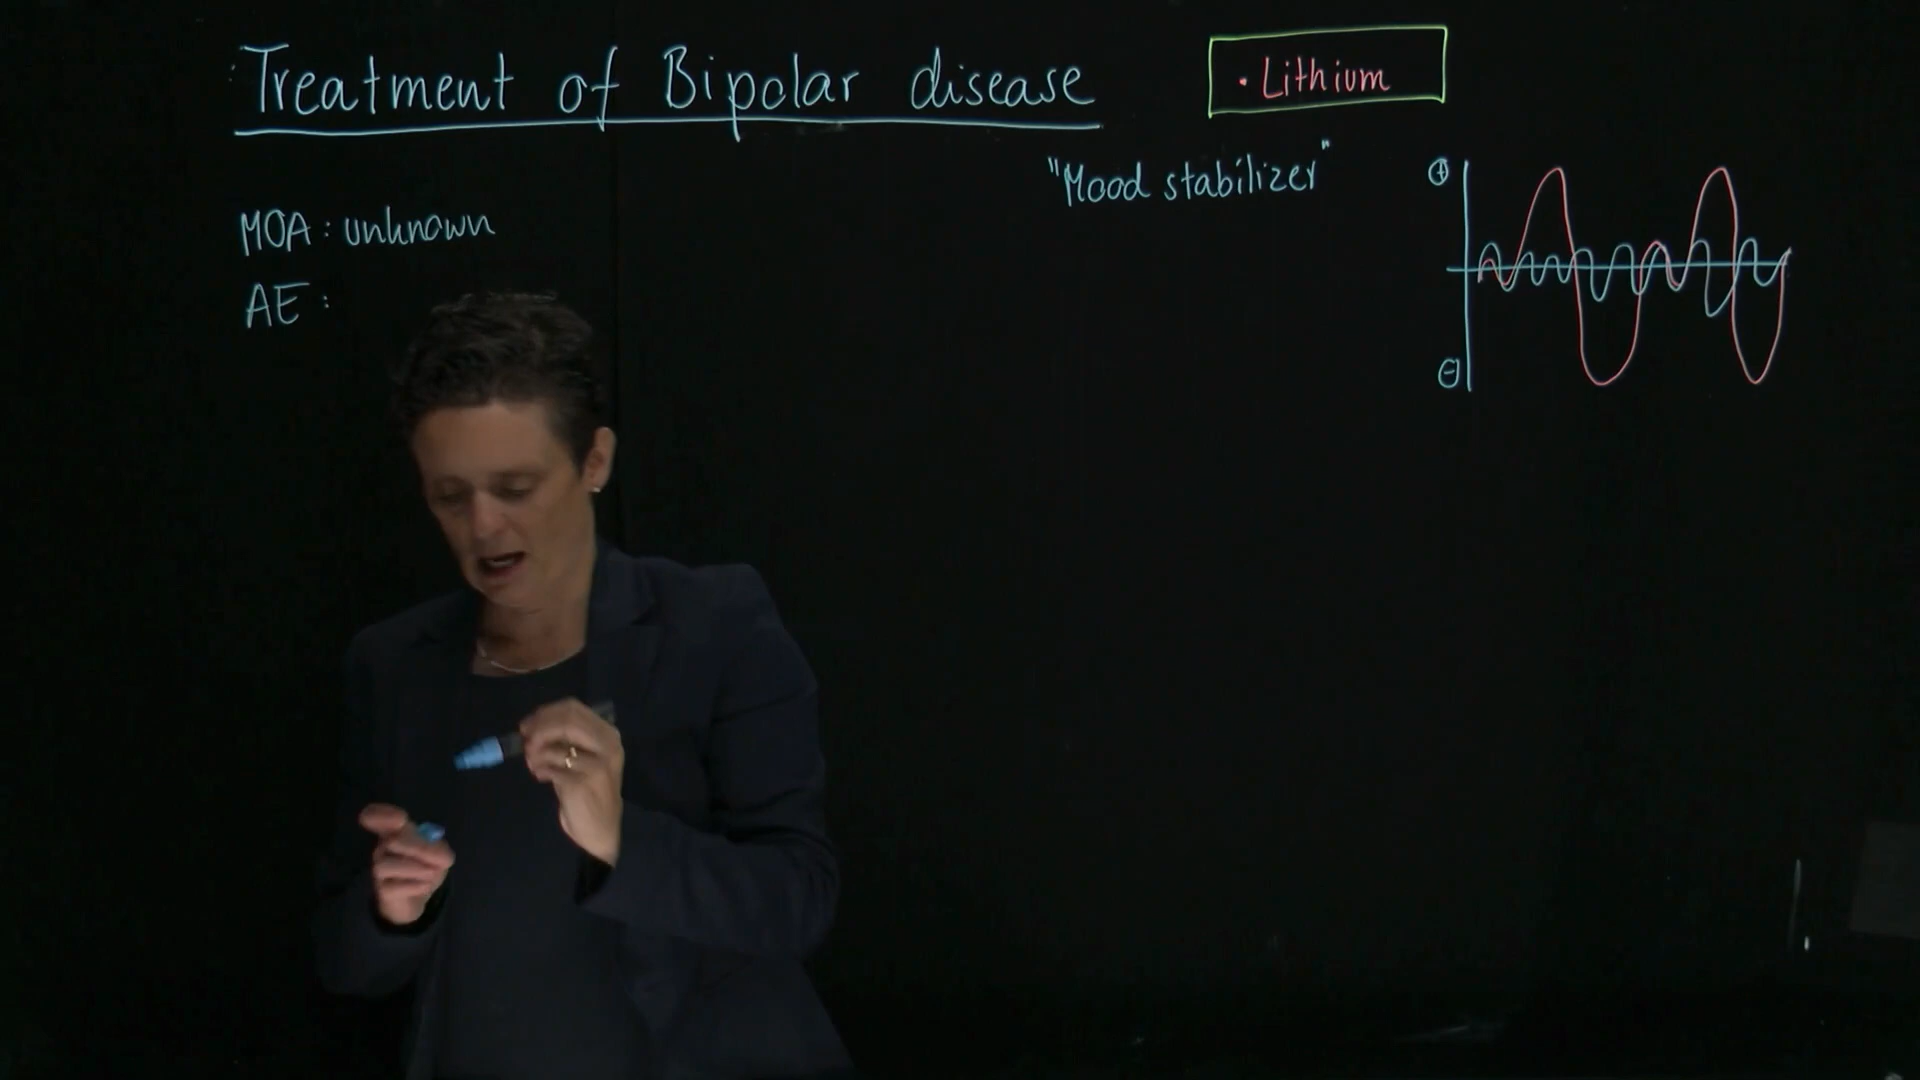 Treatment of Bipolar disease
• Lithium
"Mood stabilizer"
+
-
MOA: unknown
AE: